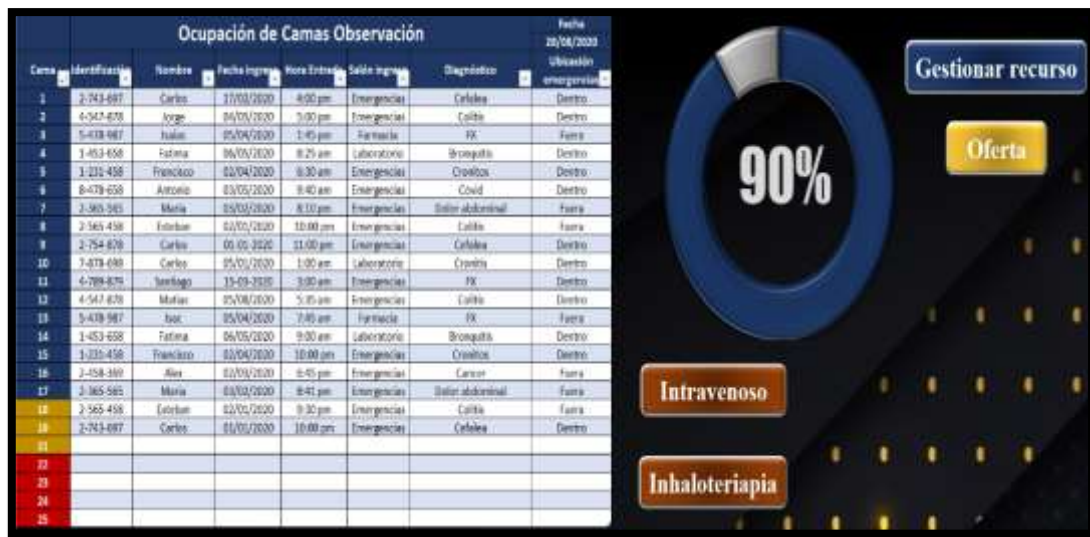 Ocupación de Camas Observación
Fecha
20/08/2020
Cama Identificación Nombre Fecha Ingreso Hora Entrada Salón ingreso Diagnóstico Ubicación emergencias
1 2-743-697 Carlos 17/02/2020 4:00 pm Emergencias Cefalea Dentro
2 4-547-878 Jorge 04/05/2020 5:00 pm Emergencias Colitis Dentro
3 5-478-987 Isaías 05/04/2020 1:45 pm Farmacia FX Fuera
4 1-453-658 Fatima 06/05/2020 8:25 am Laboratorio Bronquitis Dentro
5 1-231-458 Francisco 02/04/2020 6:30 am Emergencias Dentro
6 8-478-658 Antonio 03/05/2020 9:40 am Emergencias Covid Dentro
7 2-365-565 Maria 03/02/2020 8:10 pm Emergencias Dolor abdominal Fuera
8 2-565-458 Esteban 02/01/2020 10:00 pm Emergencias Colitis Fuera
9 2-754-878 Carlos 01-01-2020 11:00 pm Emergencias Cefalea Dentro
10 7-878-698 Carlos 05/01/2020 1:00 am Laboratorio Dentro
11 4-789-879 Santiago 15-03-2020 3:00 am Emergencias FX Dentro
12 4-547-878 Matias 05/08/2020 5:35 am Emergencias Colitis Dentro
13 5-478-987 Isac 05/04/2020 7:45 am Farmacia FX Fuera
14 1-453-658 Fatima 06/05/2020 9:00 am Laboratorio Bronquitis Dentro
15 1-231-458 Francisco 02/04/2020 10:00 pm Emergencias Dentro
16 2-458-369 Alex 02/03/2020 6:45 pm Emergencias Cancer Fuera
17 2-365-565 Maria 03/02/2020 8:41 pm Emergencias Dolor abdominal Fuera
18 2-565-458 Esteban 02/01/2020 9:30 pm Emergencias Colitis Fuera
2-743-697 Carlos 01/01/2020 10:00 pm Emergencias Cefalea Dentro
22
23
24
25
90%
Gestionar recurso
Oferta
Intravenoso
Inhaloteriapia